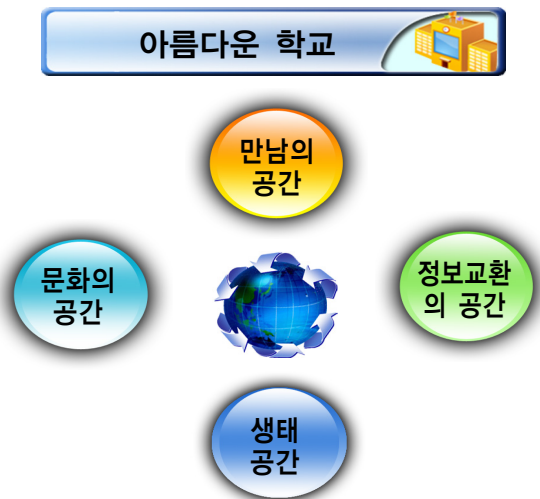 아름다운 학교
만남의
공간
문화의
공간
정보교환
의 공간
생태
공간